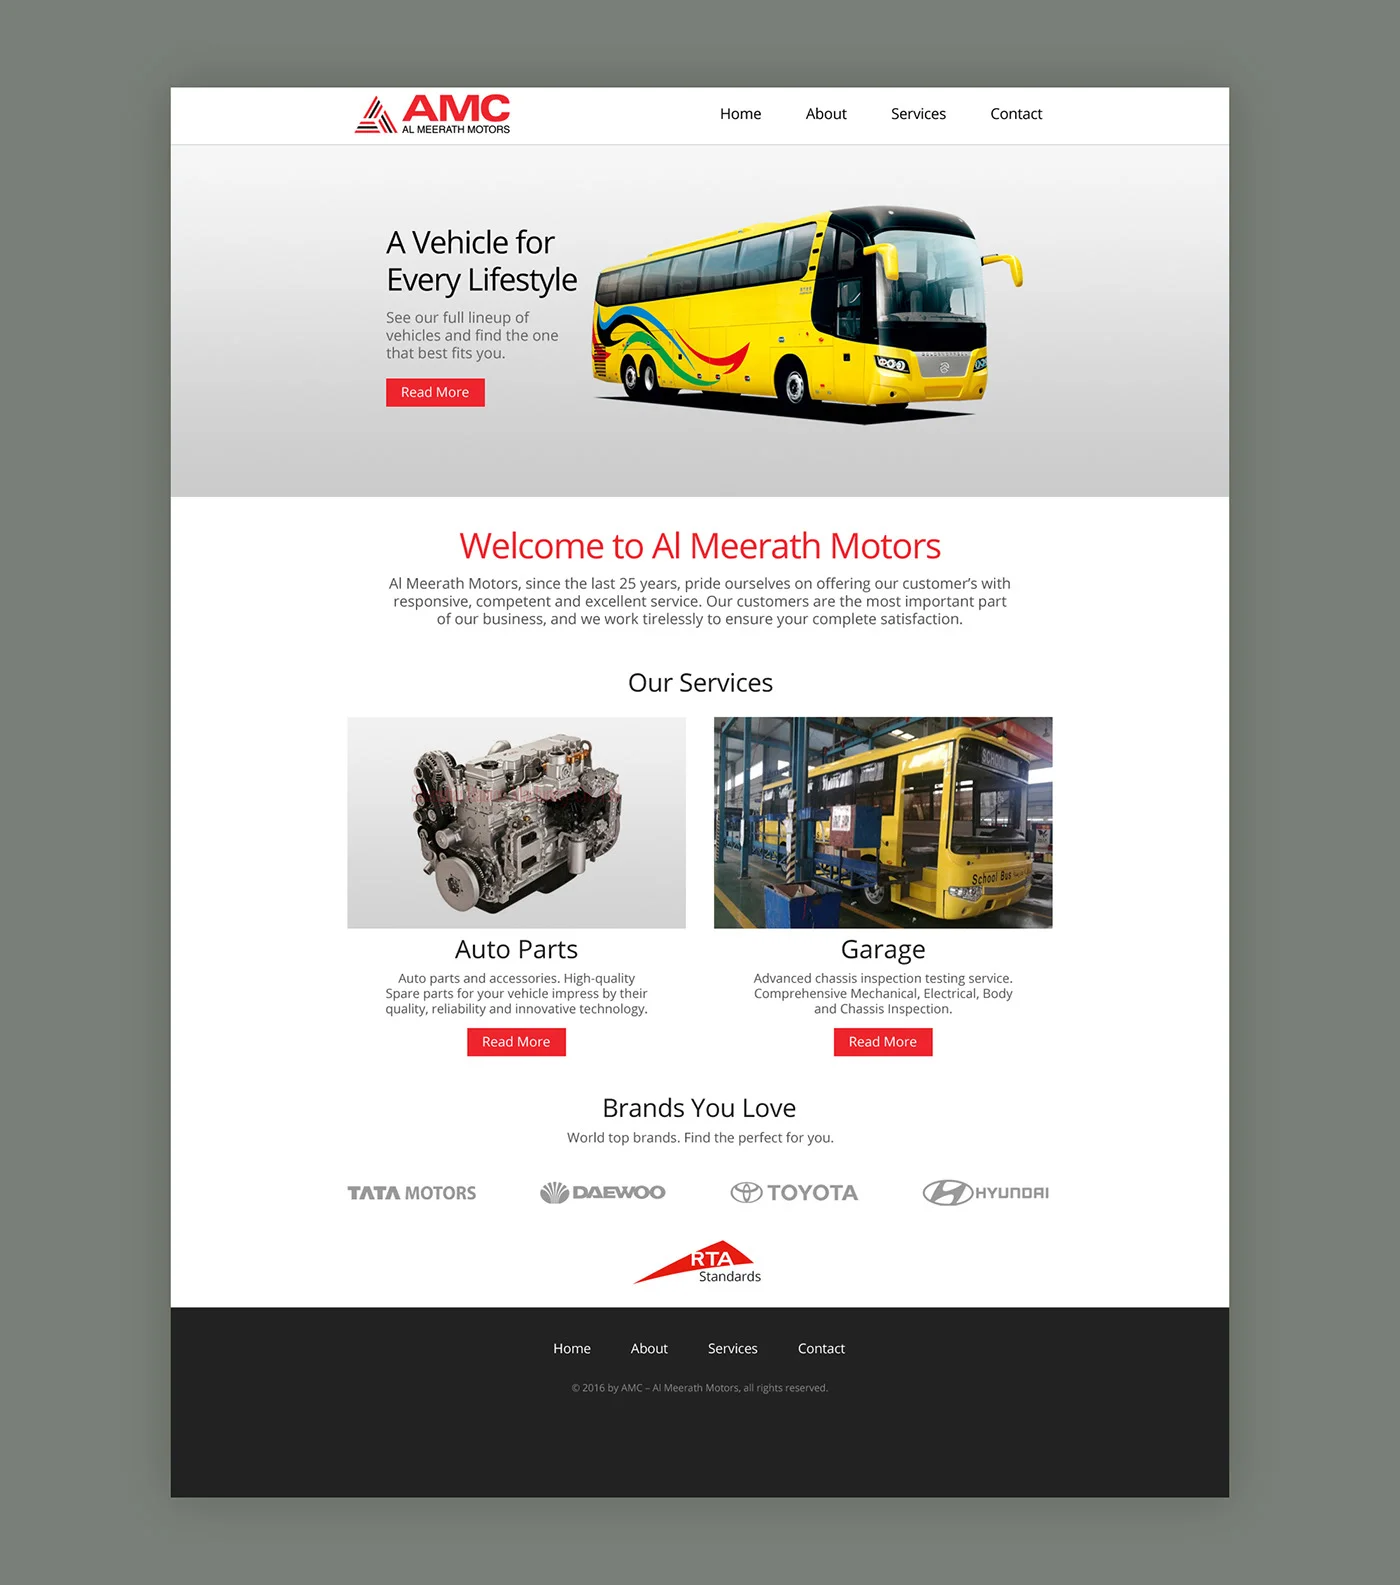 AMC
AL MEERATH MOTORS
Home
About
Services
Contact
A Vehicle for
Every Lifestyle
See our full lineup of
vehicles and find the one
that best fits you.
Read More
Welcome to Al Meerath Motors
Al Meerath Motors, since the last 25 years, pride ourselves on offering our customer’s with
responsive, competent and excellent service. Our customers are the most important part
of our business, and we work tirelessly to ensure your complete satisfaction.
Our Services
SCHOOL
School Bus
Auto Parts
Auto parts and accessories. High-quality
Spare parts for your vehicle impress by their
quality, reliability and innovative technology.
Read More
Garage
Advanced chassis inspection testing service.
Comprehensive Mechanical, Electrical, Body
and Chassis Inspection.
Read More
Brands You Love
World top brands. Find the perfect for you.
TATA MOTORS
DAEWOO
TOYOTA
HYUNDAI
RTA
Standards
Home
About
Services
Contact
© 2016 by AMC – Al Meerath Motors, all rights reserved.